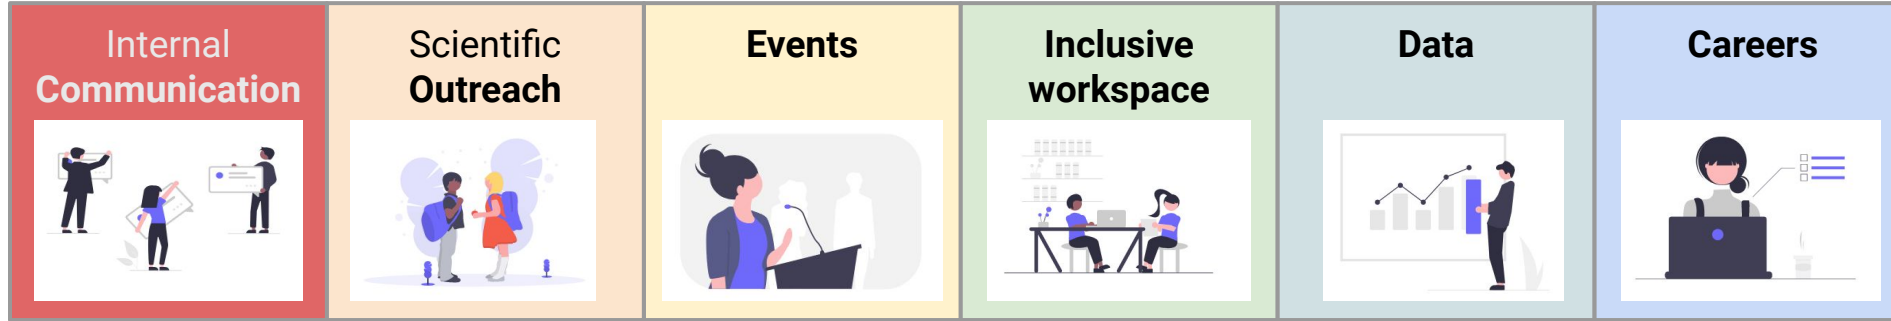 Internal
Communication
Scientific
Outreach
Events
Inclusive
workspace
Data
Careers